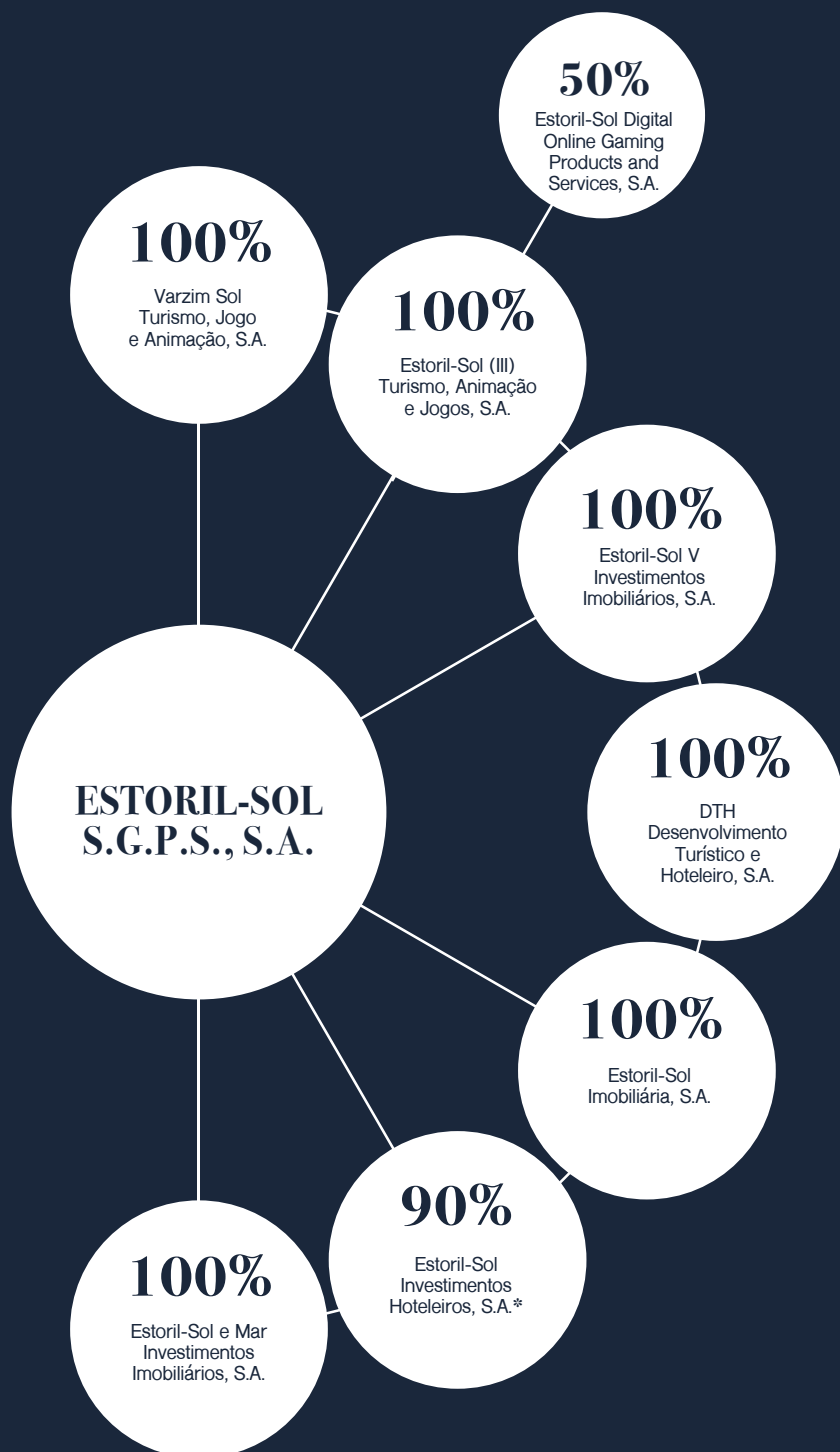 50%
Estoril-Sol Digital
Online Gaming
Products and
Services, S.A.
100%
Varzim Sol
Turismo, Jogo
e Animação, S.A.
100%
Estoril-Sol (III)
Turismo, Animação
e Jogos, S.A.
100%
Estoril-Sol V
Investimentos
Imobiliários, S.A.
ESTORIL-SOL
S.G.P.S., S.A.
100%
DTH
Desenvolvimento
Turístico e
Hoteleiro, S.A.
100%
Estoril-Sol
Imobiliária, S.A.
90%
Estoril-Sol
Investimentos
Hoteleiros, S.A.*
100%
Estoril-Sol e Mar
Investimentos
Imobiliários, S.A.